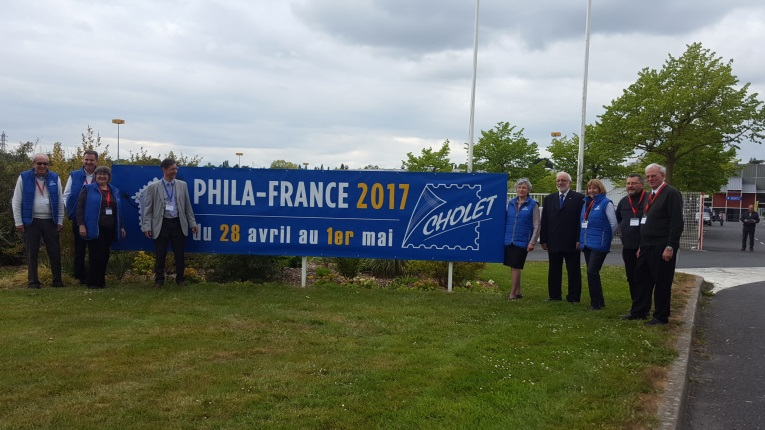 PHILA-FRANCE 2017
du 28 avril au 1er mai
CHOLET